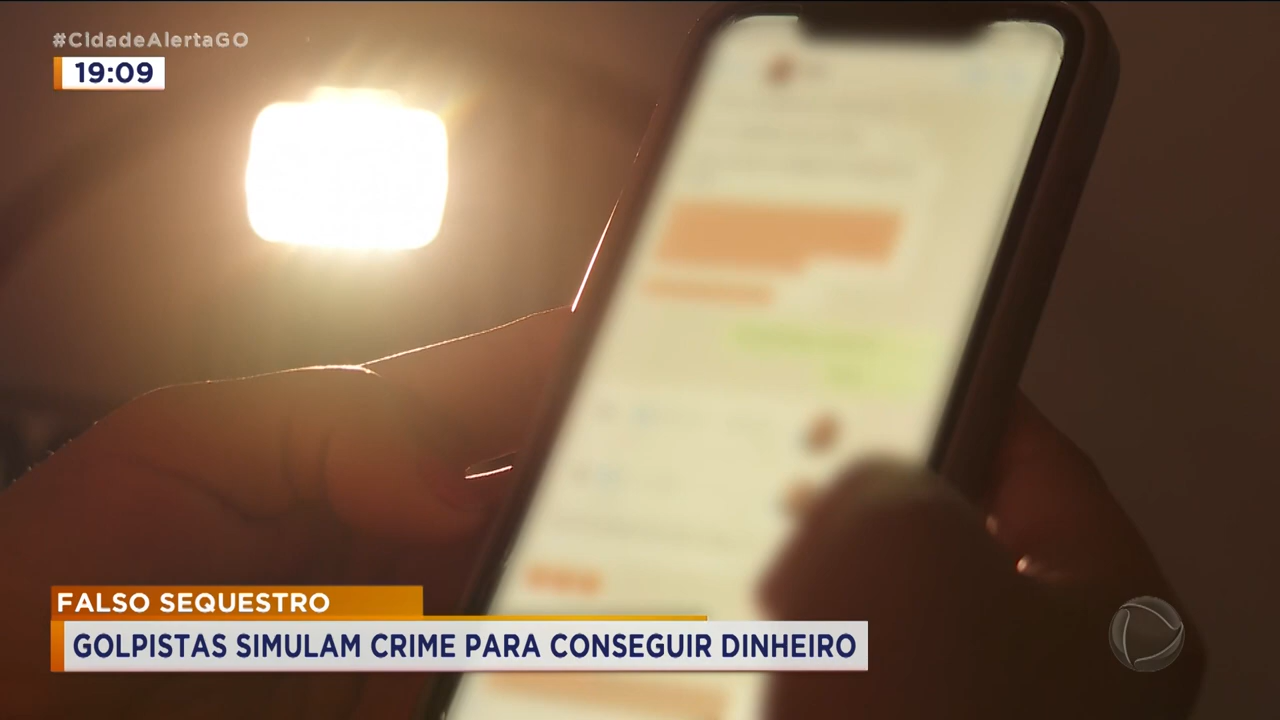 #CidadeAlertaGO
19:09
FALSO SEQUESTRO
GOLPISTAS SIMULAM CRIME PARA CONSEGUIR DINHEIRO